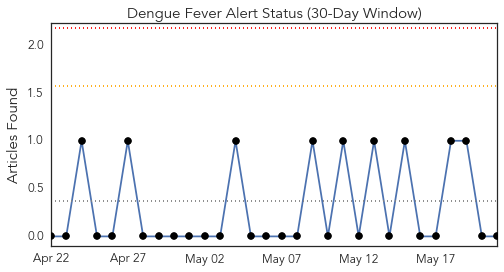 Dengue Fever Alert Status (30-Day Window)
Articles Found
2.0
1.5
1.0
0.5
0.0
Apr 22
Apr 27
May 02
May 07
May 12
May 17